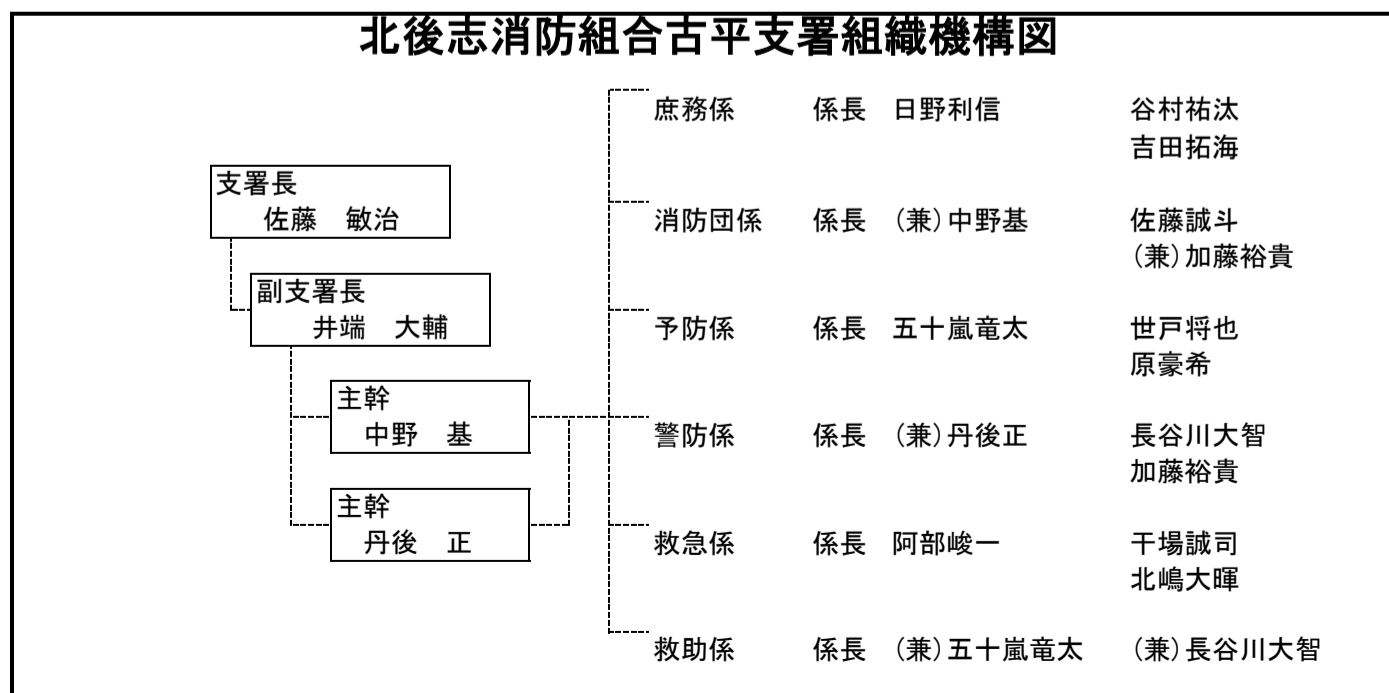 北後志消防組合古平支署組織機構図
支署長
佐藤　敏治
副支署長
井端　大輔
主幹
中野　基
主幹
丹後　正
庶務係　係長　日野利信　谷村祐汰
吉田拓海
消防団係　係長　(兼)中野基　佐藤誠斗
(兼)加藤裕貴
予防係　係長　五十嵐竜太　世戸将也
原豪希
警防係　係長　(兼)丹後正　長谷川大智
加藤裕貴
救急係　係長　阿部峻一　干場誠司
北嶋大暉
救助係　係長　(兼)五十嵐竜太　(兼)長谷川大智